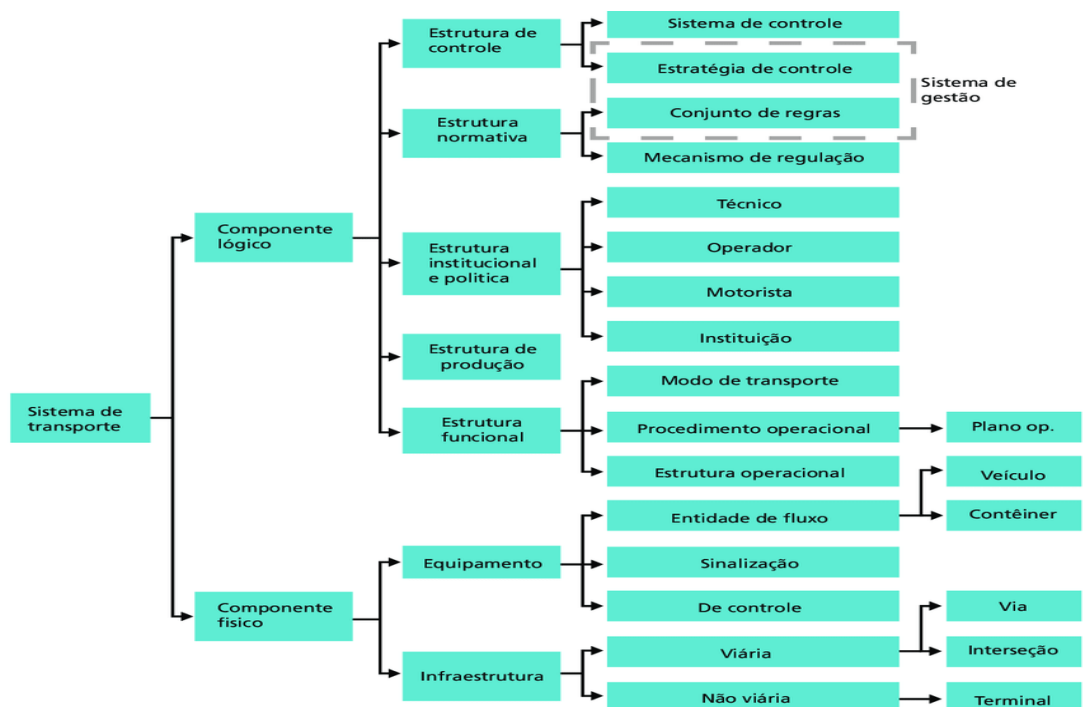 Sistema de
transporte
Componente
lógico
Componente
fisico
Estrutura de
controle
Estrutura
normativa
Estrutura
institucional
e politica
Estrutura de
produção
Estrutura
funcional
Equipamento
Infraestrutura
Sistema de controle
Estratégia de controle
Conjunto de regras
Mecanismo de regulação
Sistema de
gestão
Técnico
Operador
Motorista
Instituição
Modo de transporte
Procedimento operacional
Estrutura operacional
Entidade de fluxo
Sinalização
De controle
Viária
Não viária
Plano op.
Veículo
Contêiner
Via
Interseção
Terminal